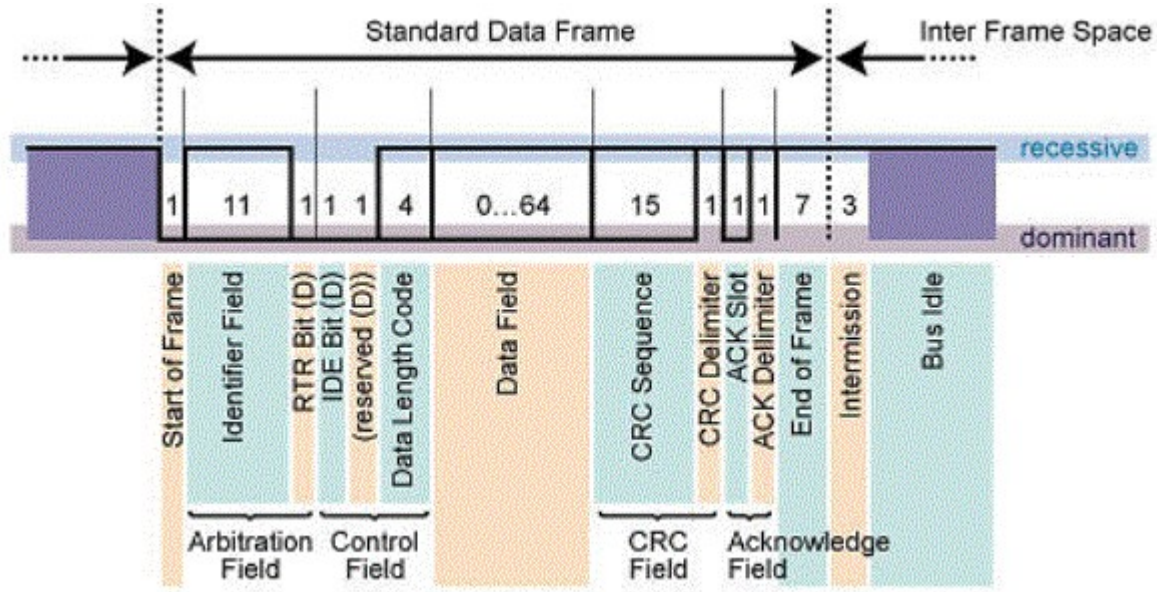 Standard Data Frame
Inter Frame Space
recessive
1 11 1 1 1 4 0...64 15 1 1 1 7 3
dominant
Start of Frame
Identifier Field
RTR Bit (D)
IDE Bit (D)
(reserved (D))
Data Length Code
Data Field
CRC Sequence
CRC Delimiter
ACK Slot
ACK Dellimiter
End of Frame
Intermission
Bus Idle
Arbitration
Field
Control
Field
CRC
Field
Acknowledge
Field